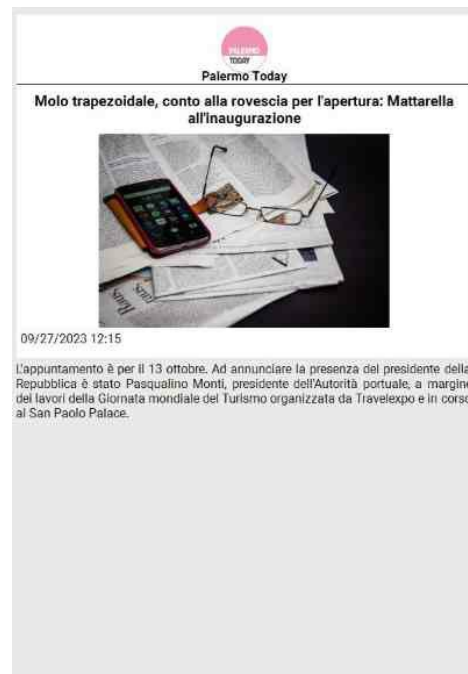 PALERMO
TODAY
Palermo Today
Molo trapezoidale, conto alla rovescia per l'apertura: Mattarella
all'inaugurazione
09/27/2023 12:15
L'appuntamento è per il 13 ottobre. Ad annunciare la presenza del presidente della
Repubblica è stato Pasqualino Monti, presidente dell'Autorità portuale, a margine
dei lavori della Giornata mondiale del Turismo organizzata da Travelexpo e in corso
al San Paolo Palace.